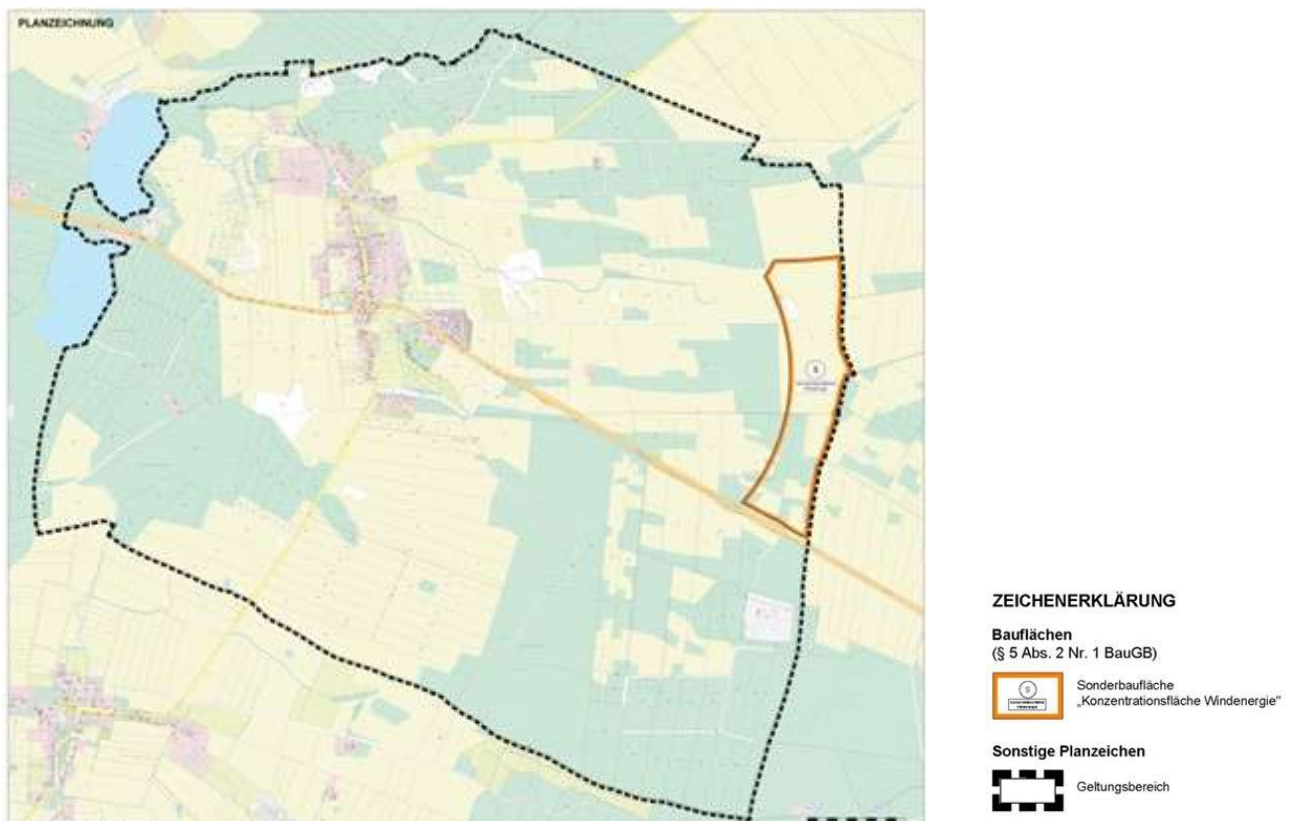 PLANZEICHNUNG
S
ZEICHENERKLÄRUNG
Bauflächen
(§ 5 Abs. 2 Nr. 1 BauGB)
S
Sonderbaufläche
„Konzentrationsfläche Windenergie"
Sonstige Planzeichen
Geltungsbereich